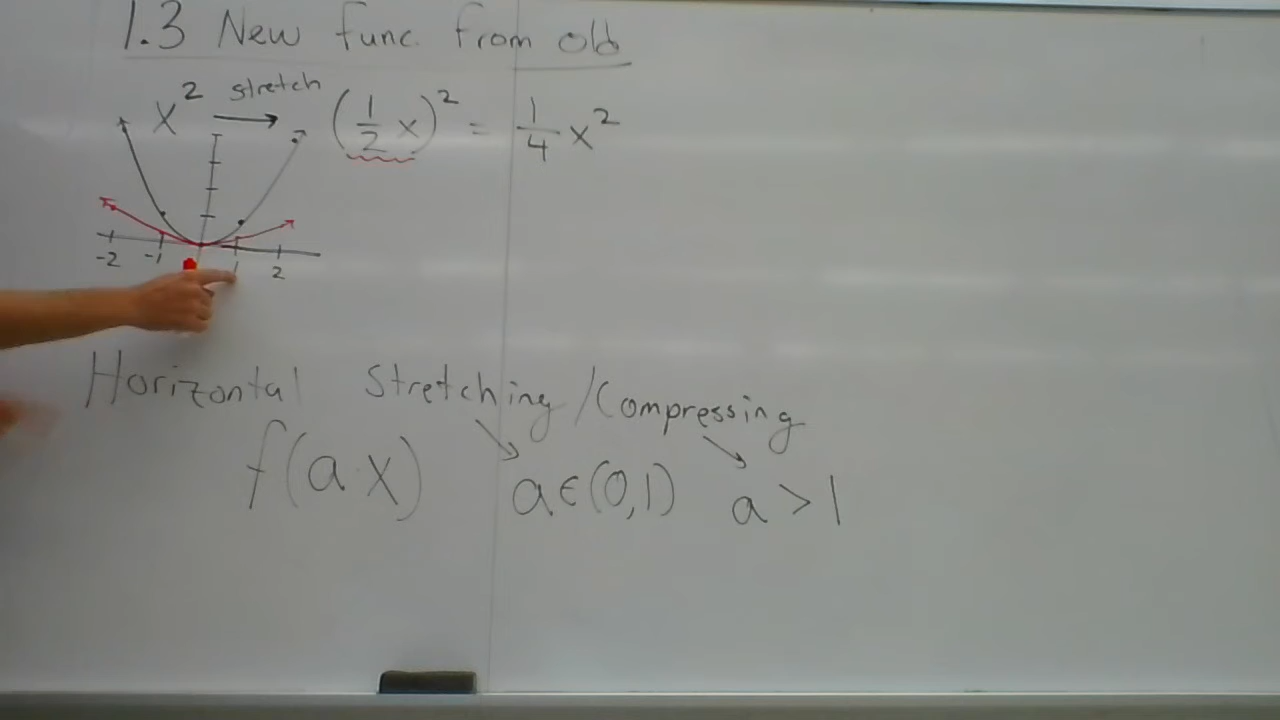 1.3 New func. from old
x² stretch → (1/2 x)² = 1/4 x²
-2 -1 1 2
Horizontal Stretching/Compressing
f(a·x) a∈(0,1) a>1